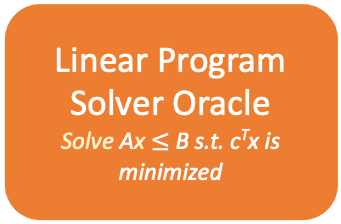 Linear Program
Solver Oracle
Solve Ax ≤ B s.t. cᵀx is
minimized